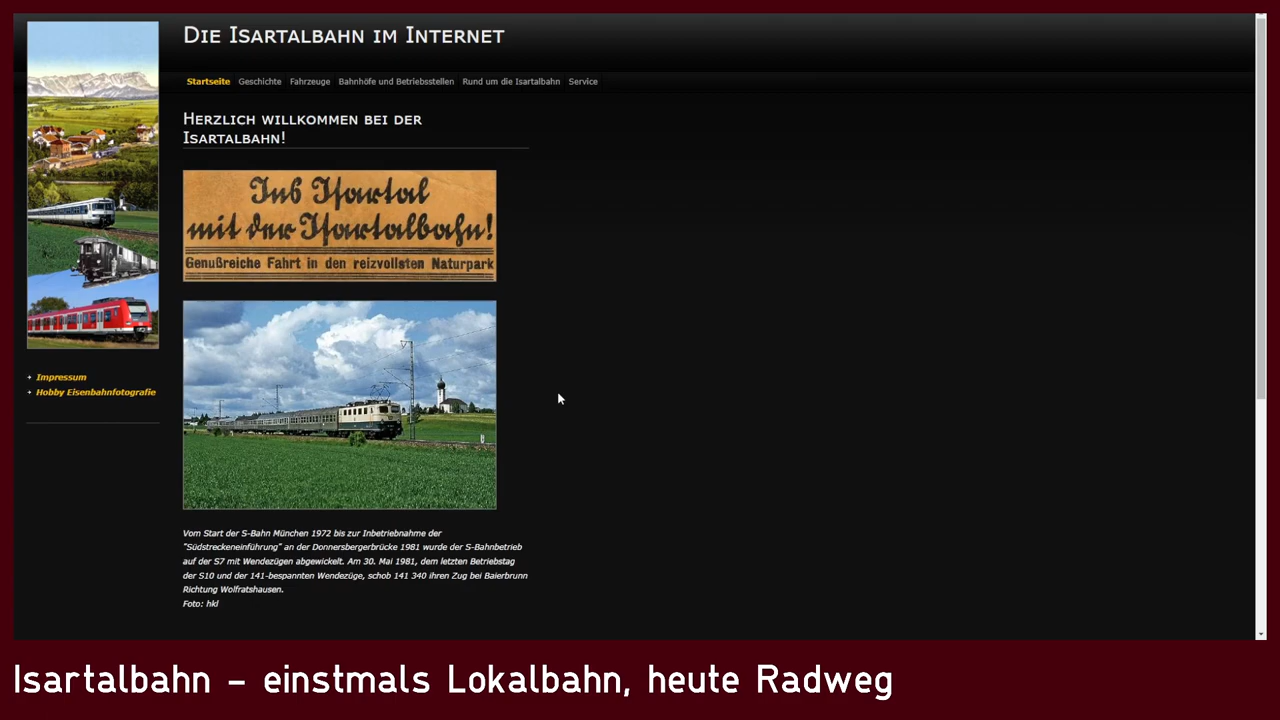 Die Isartalbahn im Internet
Startseite Geschichte Fahrzeuge Bahnhöfe und Betriebsstellen Rund um die Isartalbahn Service
Herzlich willkommen bei der
Isartalbahn!
Ins Isartal
mit der Isartalbahn!
Genußreiche Fahrt in den reizvollsten Naturpark
+ Impressum
+ Hobby Eisenbahnfotografie
Vom Start der S-Bahn München 1972 bis zur Inbetriebnahme der
"Südstreckeneinführung" an der Donnersbergerbrücke 1981 wurde der S-Bahnbetrieb
auf der S7 mit Wendezügen abgewickelt. Am 30. Mai 1981, dem letzten Betriebstag
der S10 und der 141-bespannten Wendezüge, schob 141 340 ihren Zug bei Baierbrunn
Richtung Wolfratshausen.
Foto: hkl
Isartalbahn – einstmals Lokalbahn, heute Radweg